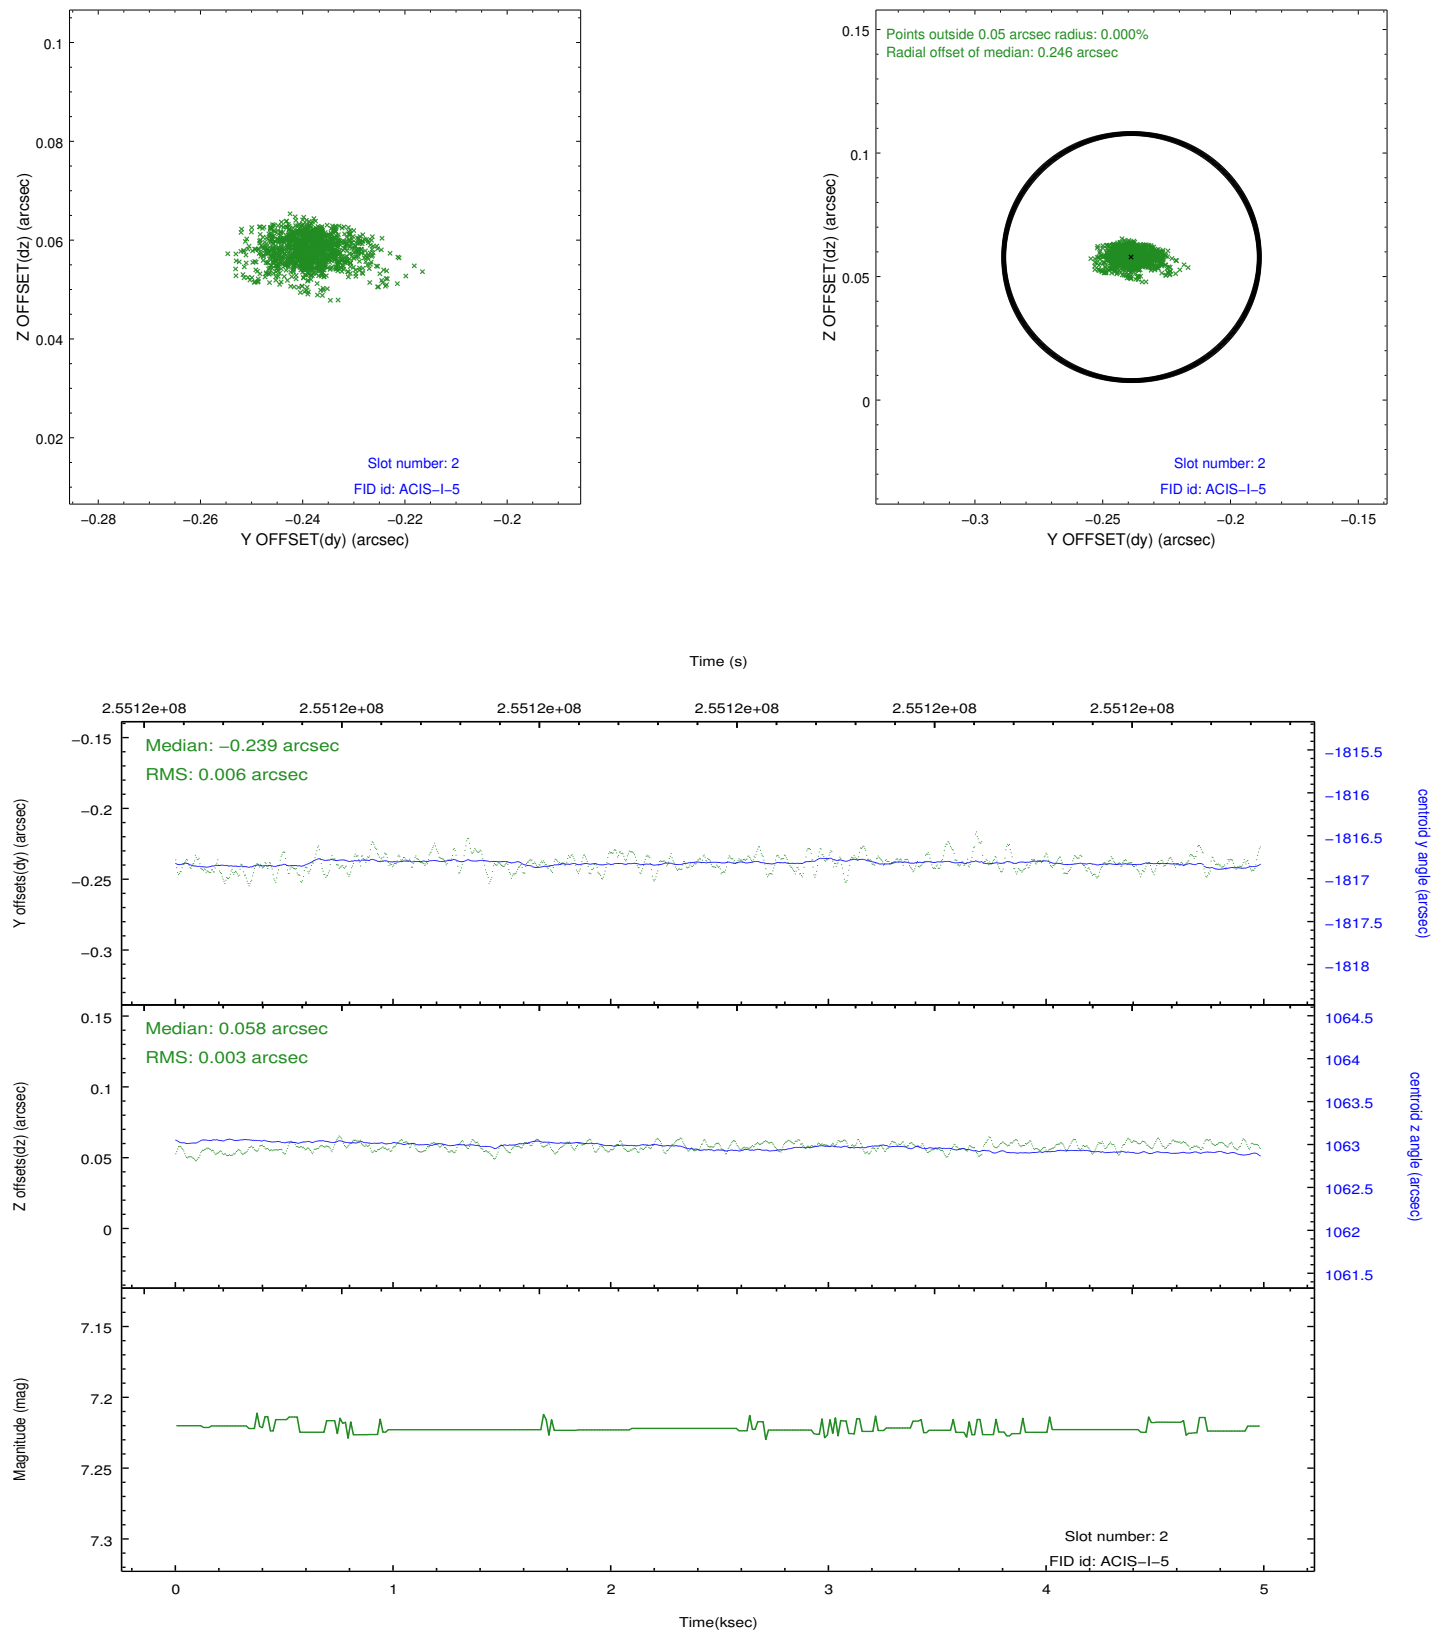 0.1
0.08
0.06
0.04
0.02
Z OFFSET(dz) (arcsec)
Slot number: 2
FID id: ACIS−I−5
−0.28
−0.26
−0.24
−0.22
−0.2
Y OFFSET(dy) (arcsec)
Points outside 0.05 arcsec radius: 0.000%
Radial offset of median: 0.246 arcsec
0.15
0.1
0.05
0
Z OFFSET(dz) (arcsec)
Slot number: 2
FID id: ACIS−I−5
−0.3
−0.25
−0.2
−0.15
Y OFFSET(dy) (arcsec)
Time (s)
2.5512e+08
2.5512e+08
2.5512e+08
2.5512e+08
2.5512e+08
2.5512e+08
Median: −0.239 arcsec
RMS: 0.006 arcsec
−0.15
−0.2
−0.25
−0.3
Y offsets(dy) (arcsec)
−1815.5
−1816
−1816.5
−1817
−1817.5
−1818
centroid y angle (arcsec)
Median: 0.058 arcsec
RMS: 0.003 arcsec
0.15
0.1
0.05
0
Z offsets(dz) (arcsec)
1064.5
1064
1063.5
1063
1062.5
1062
1061.5
centroid z angle (arcsec)
7.15
7.2
7.25
7.3
Magnitude (mag)
Slot number: 2
FID id: ACIS−I−5
0
1
2
3
4
5
Time(ksec)